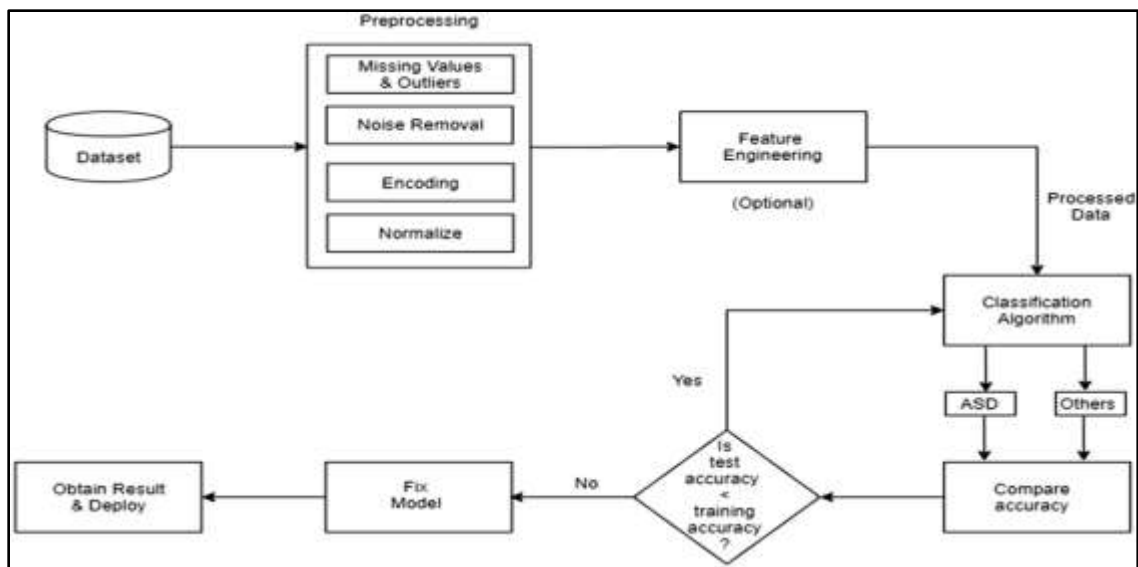 Preprocessing
Missing Values
& Outliers
Noise Removal
Encoding
Normalize
Dataset
Feature
Engineering
(Optional)
Processed
Data
Classification
Algorithm
ASD
Others
Compare
accuracy
Is
test
accuracy
<
training
accuracy
?
Yes
No
Fix
Model
Obtain Result
& Deploy